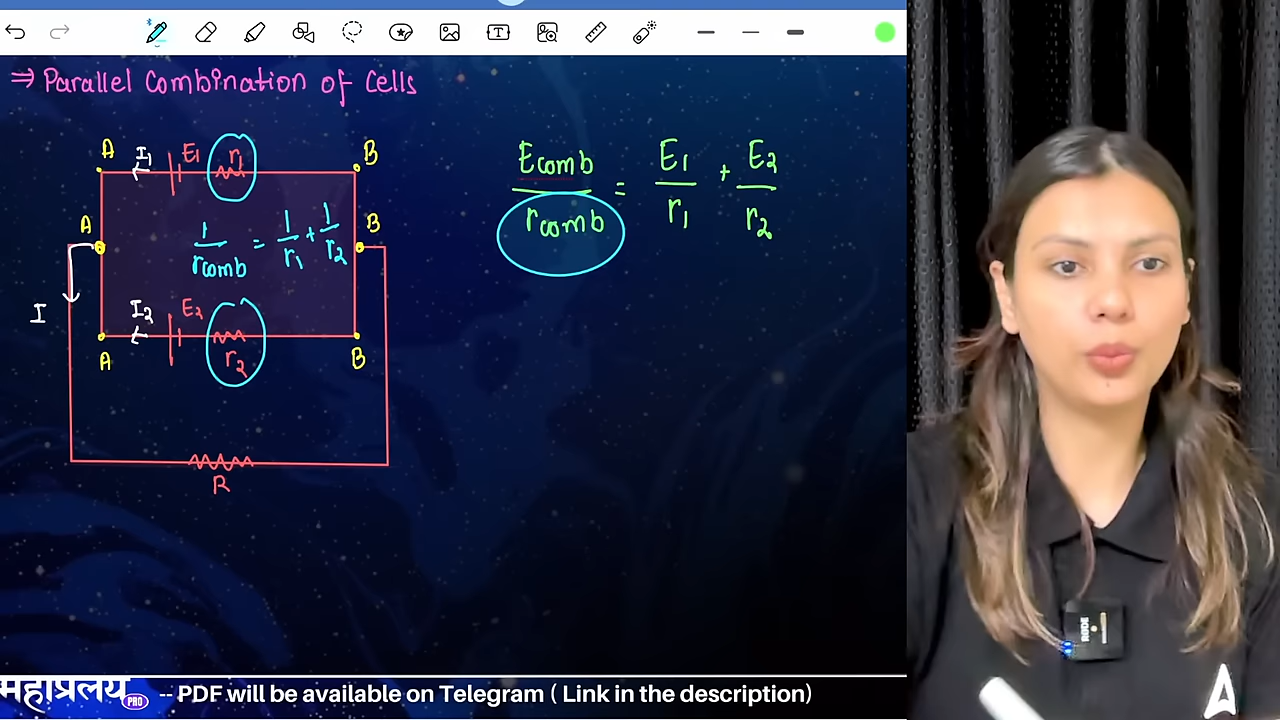 ⇒ Parallel Combination of Cells
A I₁ E₁ r₁ B
A B
1/rcomb = 1/r₁ + 1/r₂
I
I₂ E₂
A r₂ B
R
Ecomb/rcomb = E₁/r₁ + E₂/r₂
RODE
महाप्रलय PRO -- PDF will be available on Telegram ( Link in the description)